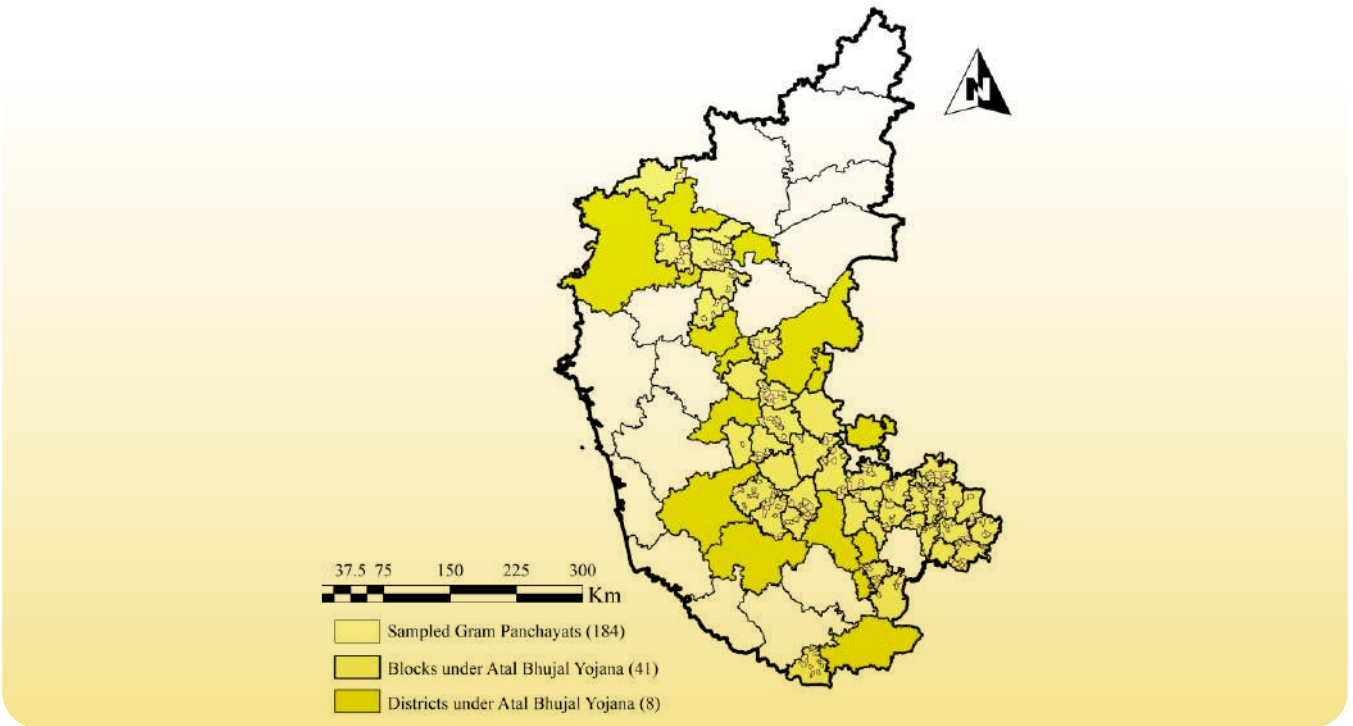 N
37.5 75 150 225 300
Km
Sampled Gram Panchayats (184)
Blocks under Atal Bhujal Yojana (41)
Districts under Atal Bhujal Yojana (8)